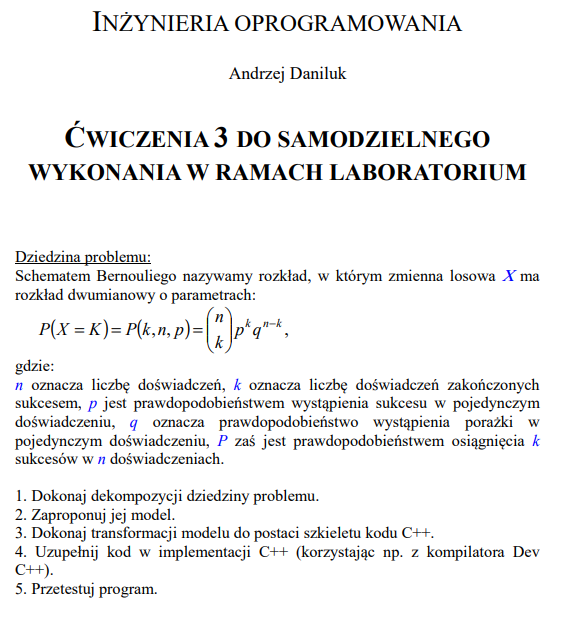 INŻYNIERIA OPROGRAMOWANIA
Andrzej Daniluk
ĆWICZENIA 3 DO SAMODZIELNEGO
WYKONANIA W RAMACH LABORATORIUM
Dziedzina problemu:
Schematem Bernouliego nazywamy rozkład, w którym zmienna losowa X ma
rozkład dwumianowy o parametrach:
P(X = K) = P(k, n, p) = (n k) p^k q^{n-k},
gdzie:
n oznacza liczbę doświadczeń, k oznacza liczbę doświadczeń zakończonych
sukcesem, p jest prawdopodobieństwem wystąpienia sukcesu w pojedynczym
doświadczeniu, q oznacza prawdopodobieństwo wystąpienia porażki w
pojedynczym doświadczeniu, P zaś jest prawdopodobieństwem osiągnięcia k
sukcesów w n doświadczeniach.
1. Dokonaj dekompozycji dziedziny problemu.
2. Zaproponuj jej model.
3. Dokonaj transformacji modelu do postaci szkieletu kodu C++.
4. Uzupełnij kod w implementacji C++ (korzystając np. z kompilatora Dev
C++).
5. Przetestuj program.